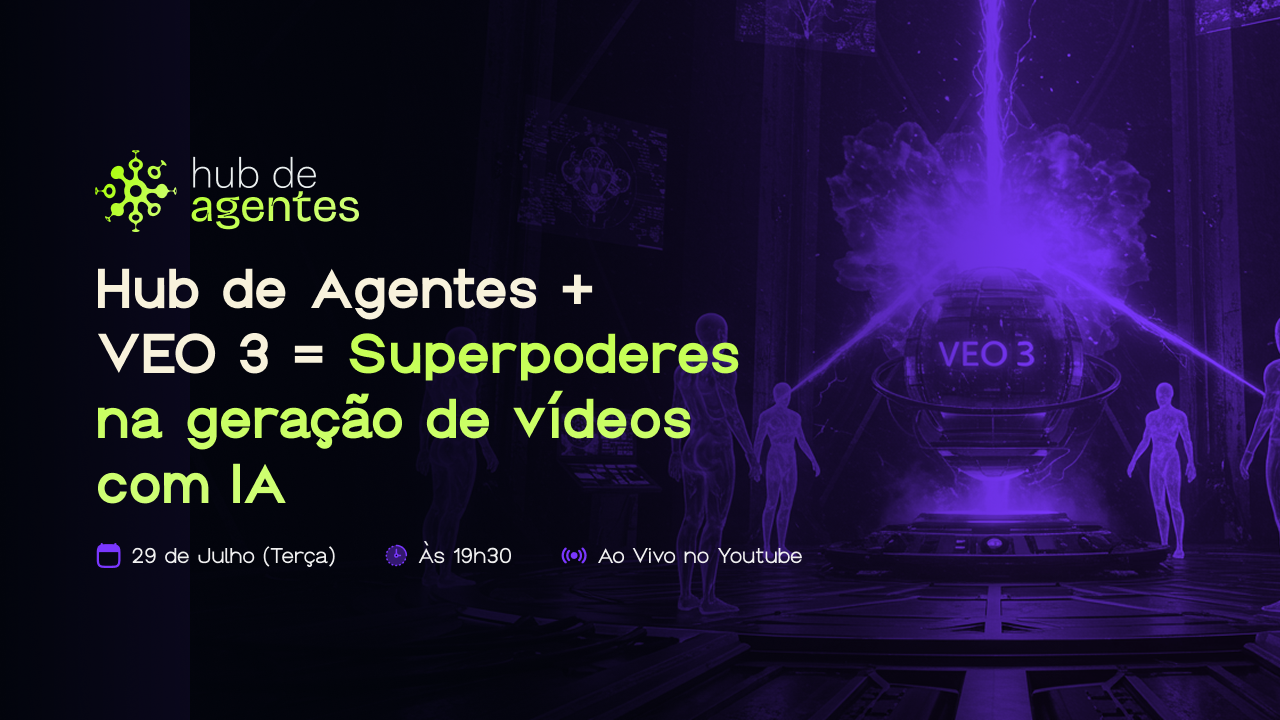 hub de
agentes
Hub de Agentes +
VEO 3 = Superpoderes
na geração de vídeos
com IA
29 de Julho (Terça)
Às 19h30
Ao Vivo no Youtube
VEO 3